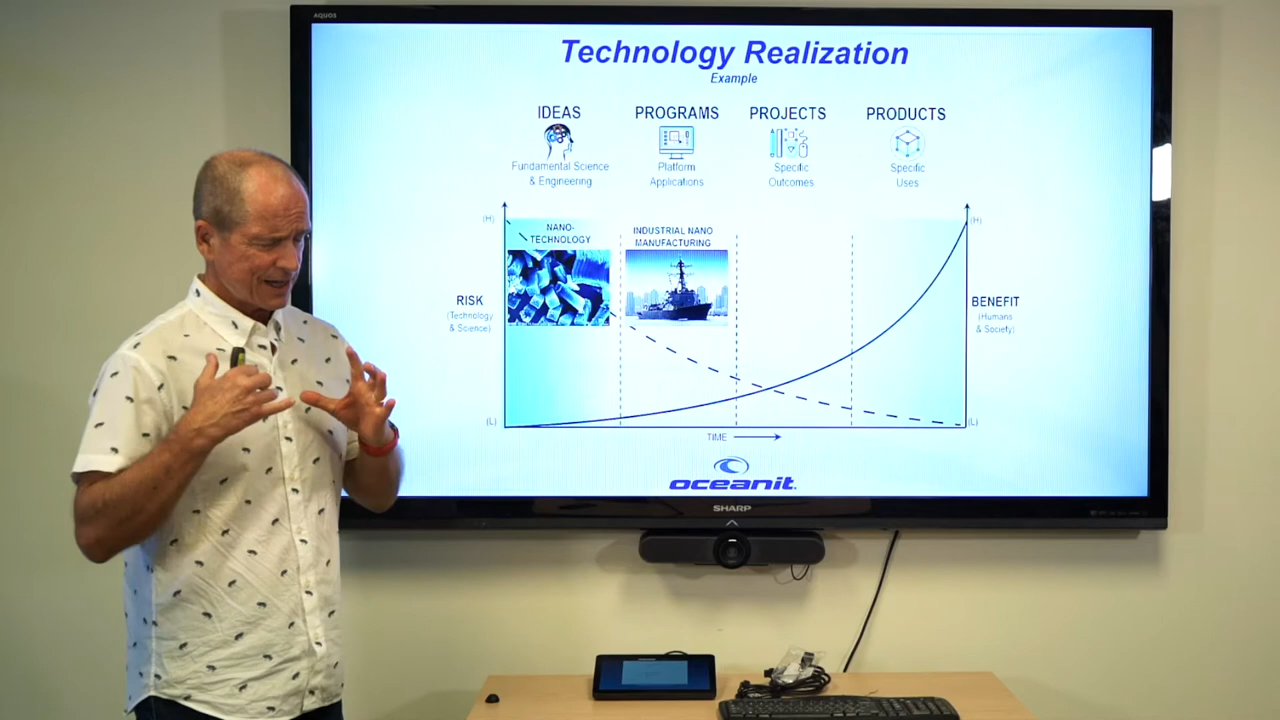 AQUOS
Technology Realization
Example
IDEAS
PROGRAMS
PROJECTS
PRODUCTS
Fundamental Science
& Engineering
Platform
Applications
Specific
Outcomes
Specific
Uses
(H)
(H)
NANO-
TECHNOLOGY
INDUSTRIAL NANO
MANUFACTURING
RISK
(Technology
& Science)
BENEFIT
(Humans
& Society)
(L)
(L)
TIME
oceanit.
SHARP